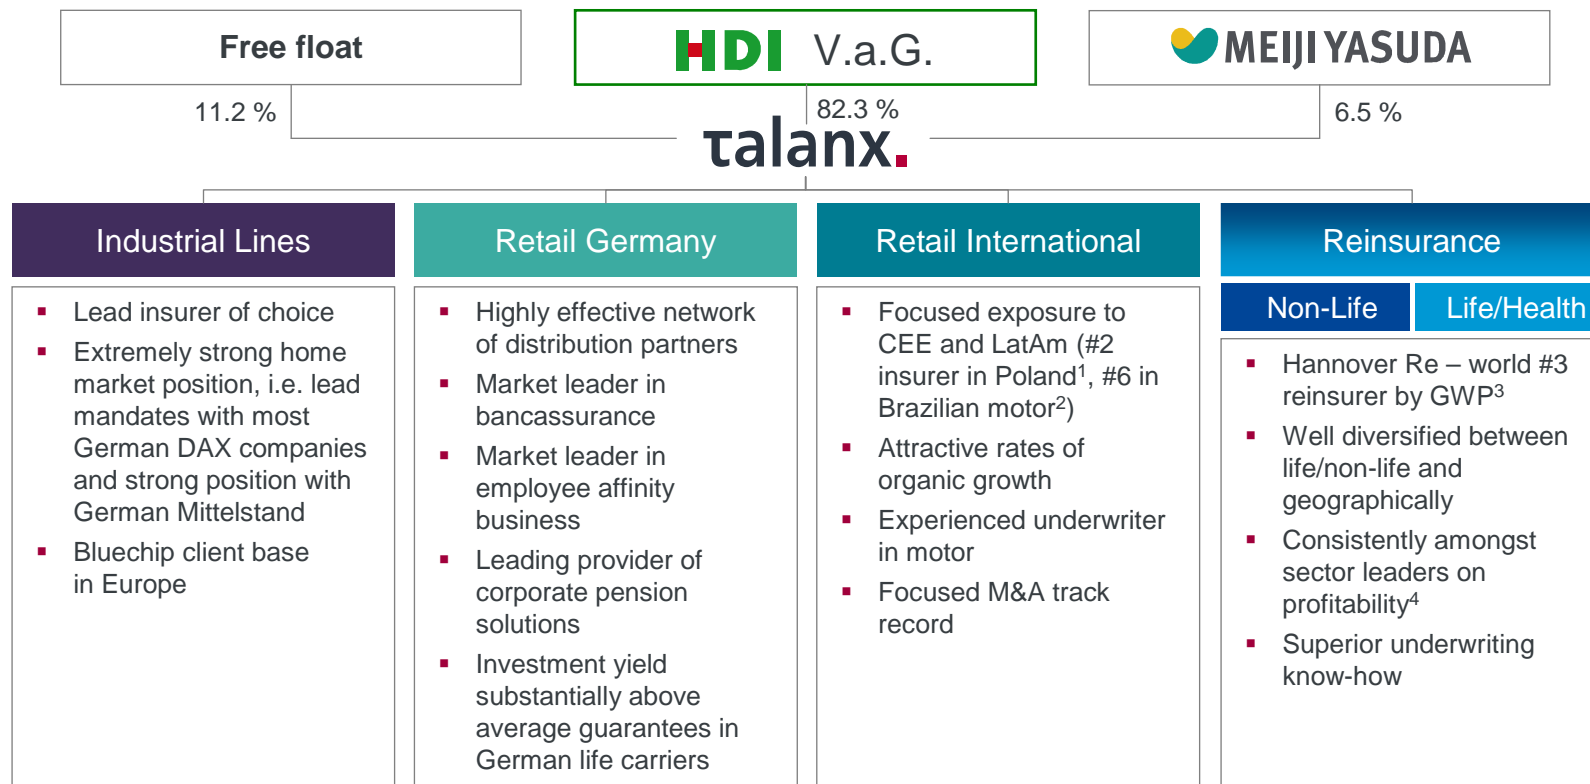 Free float
HDI V.a.G.
MEIJI YASUDA
11.2 %
82.3 %
6.5 %
talanx.
Industrial Lines
▪ Lead insurer of choice
▪ Extremely strong home
market position, i.e. lead
mandates with most
German DAX companies
and strong position with
German Mittelstand
▪ Bluechip client base
in Europe
Retail Germany
▪ Highly effective network
of distribution partners
▪ Market leader in
bancassurance
▪ Market leader in
employee affinity
business
▪ Leading provider of
corporate pension
solutions
▪ Investment yield
substantially above
average guarantees in
German life carriers
Retail International
▪ Focused exposure to
CEE and LatAm (#2
insurer in Poland¹, #6 in
Brazilian motor²)
▪ Attractive rates of
organic growth
▪ Experienced underwriter
in motor
▪ Focused M&A track
record
Reinsurance
Non-Life
Life/Health
▪ Hannover Re – world #3
reinsurer by GWP³
▪ Well diversified between
life/non-life and
geographically
▪ Consistently amongst
sector leaders on
profitability⁴
▪ Superior underwriting
know-how